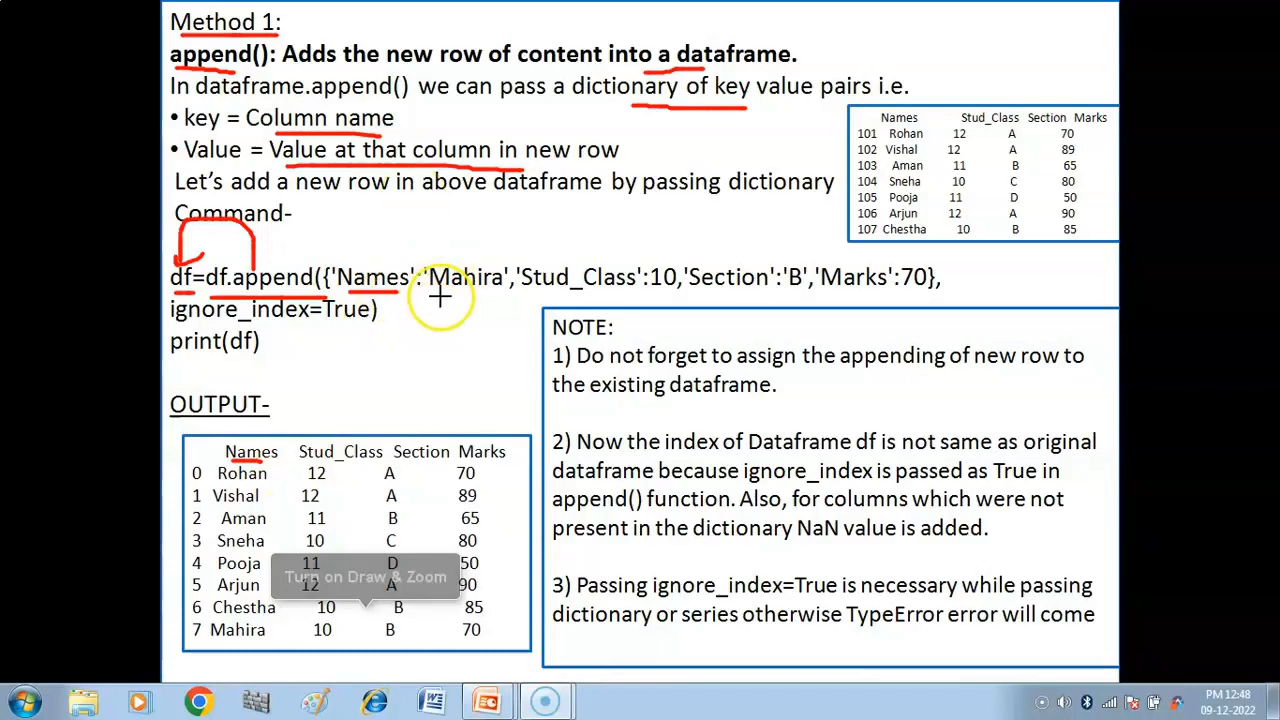 Method 1:
append(): Adds the new row of content into a dataframe.
In dataframe.append() we can pass a dictionary of key value pairs i.e.
• key = Column name
• Value = Value at that column in new row
Let's add a new row in above dataframe by passing dictionary
Command-
df=df.append({'Names':'Mahira','Stud_Class':10,'Section':'B','Marks':70},
ignore_index=True)
print(df)
Names Stud_Class Section Marks
101 Rohan 12 A 70
102 Vishal 12 A 89
103 Aman 11 B 65
104 Sneha 10 C 80
105 Pooja 11 D 50
106 Arjun 12 A 90
107 Chestha 10 B 85
OUTPUT-
Names Stud_Class Section Marks
0 Rohan 12 A 70
1 Vishal 12 A 89
2 Aman 11 B 65
3 Sneha 10 C 80
4 Pooja 11 D 50
5 Arjun 12 A 90
6 Chestha 10 B 85
7 Mahira 10 B 70
Turn on Draw & Zoom
NOTE:
1) Do not forget to assign the appending of new row to
the existing dataframe.
2) Now the index of Dataframe df is not same as original
dataframe because ignore_index is passed as True in
append() function. Also, for columns which were not
present in the dictionary NaN value is added.
3) Passing ignore_index=True is necessary while passing
dictionary or series otherwise TypeError error will come
PM 12:48
09-12-2022